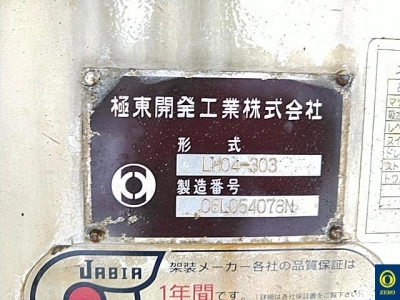 極東開発工業株式会社
形式
LH04-303
製造番号
JABIA
架装メーカー各社の品質保証は
1年間です。
ZERO